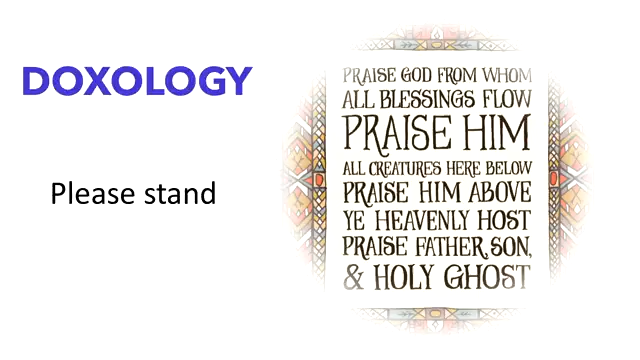 DOXOLOGY
Please stand
PRAISE GOD FROM WHOM
ALL BLESSINGS FLOW
PRAISE HIM
ALL CREATURES HERE BELOW
PRAISE HIM ABOVE
YE HEAVENLY HOST
PRAISE FATHER, SON,
& HOLY GHOST